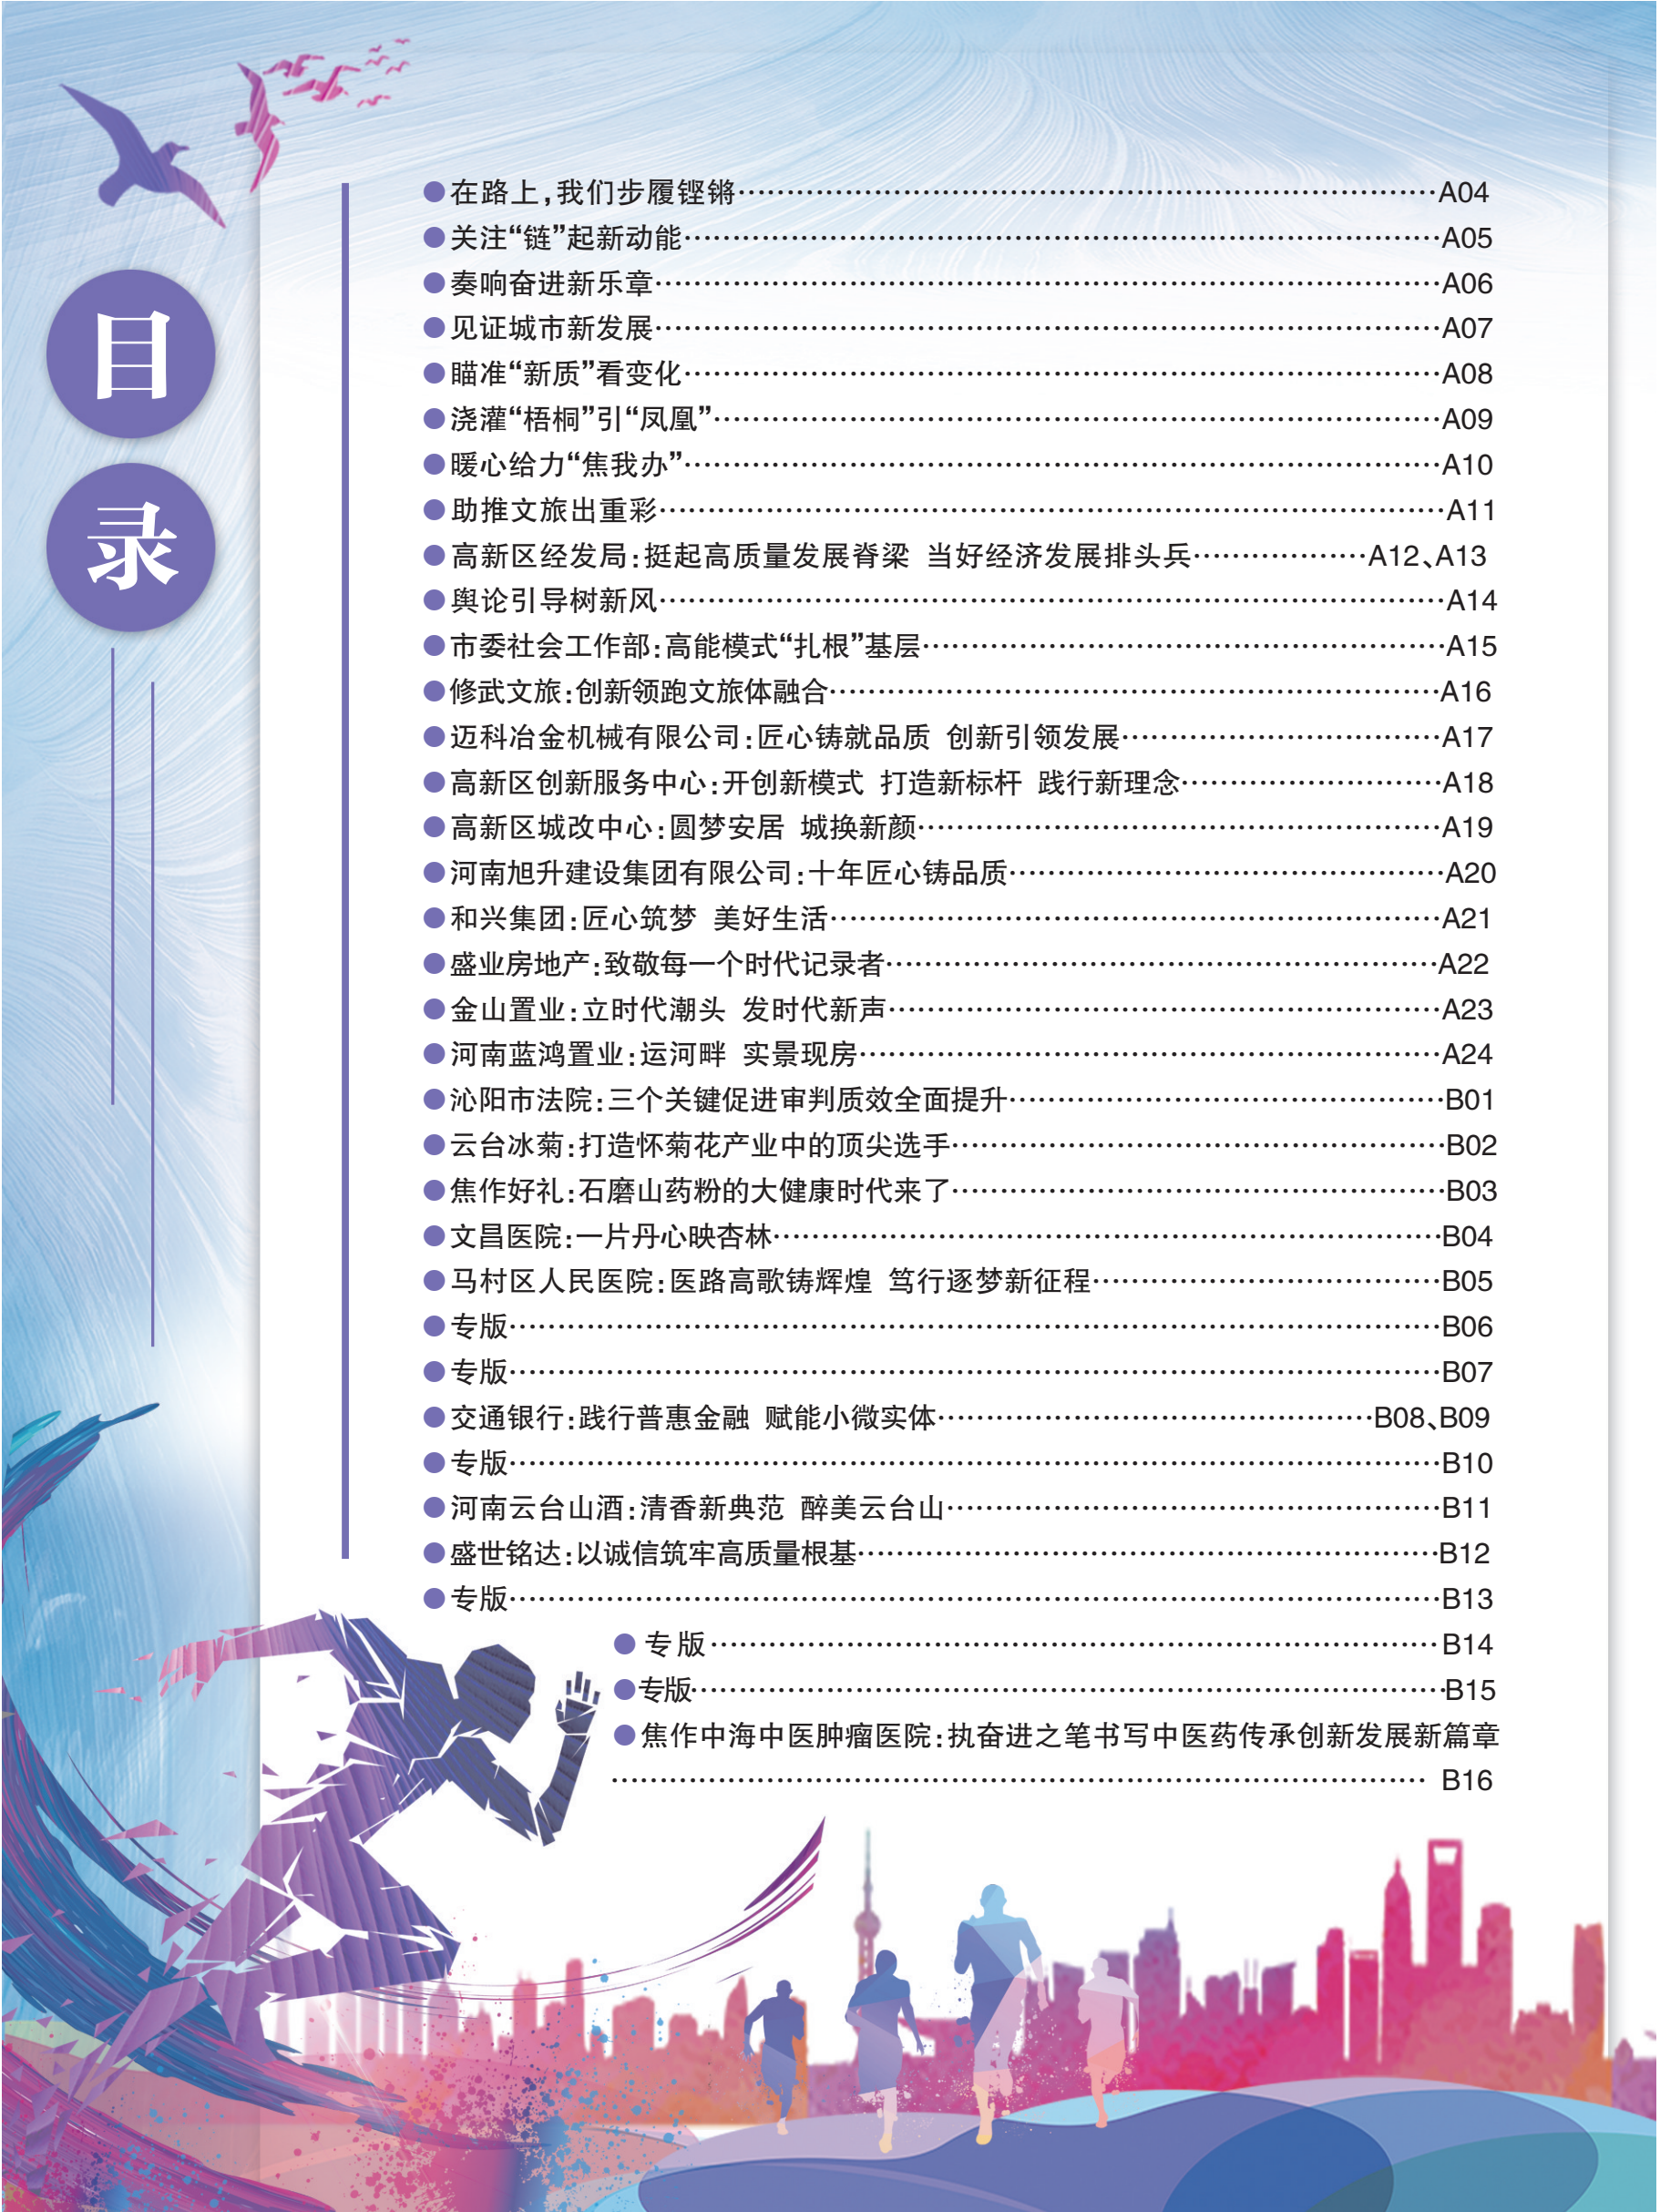 目
录
●在路上,我们步履铿锵……………………………A04
●关注“链”起新动能……………………………A05
●奏响奋进新乐章……………………………A06
●见证城市新发展……………………………A07
●瞄准“新质”看变化……………………………A08
●浇灌“梧桐”引“凤凰”……………………………A09
●暖心给力“焦我办”……………………………A10
●助推文旅出重彩……………………………A11
●高新区经发局:挺起高质量发展脊梁 当好经济发展排头兵………………A12、A13
●舆论引导树新风……………………………A14
●市委社会工作部:高能模式“扎根”基层……………………………A15
●修武文旅:创新领跑文旅体融合……………………………A16
●迈科冶金机械有限公司:匠心铸就品质 创新引领发展……………………………A17
●高新区创新服务中心:开创新模式 打造新标杆 践行新理念………………………A18
●高新区城改中心:圆梦安居 城换新颜……………………………A19
●河南旭升建设集团有限公司:十年匠心铸品质……………………………A20
●和兴集团:匠心筑梦 美好生活……………………………A21
●盛业房地产:致敬每一个时代记录者……………………………A22
●金山置业:立时代潮头 发时代新声……………………………A23
●河南蓝鸿置业:运河畔 实景现房……………………………A24
●沁阳市法院:三个关键促进审判质效全面提升……………………………B01
●云台冰菊:打造怀菊花产业中的顶尖选手……………………………B02
●焦作好礼:石磨山药粉的大健康时代来了……………………………B03
●文昌医院:一片丹心映杏林……………………………B04
●马村区人民医院:医路高歌铸辉煌 笃行逐梦新征程……………………………B05
●专版……………………………B06
●专版……………………………B07
●交通银行:践行普惠金融 赋能小微实体……………………………B08、B09
●专版……………………………B10
●河南云台山酒:清香新典范 醉美云台山……………………………B11
●盛世铭达:以诚信筑牢高质量根基……………………………B12
●专版……………………………B13
●专版……………………………B14
●专版……………………………B15
●焦作中海中医肿瘤医院:执奋进之笔书写中医药传承创新发展新篇章
…………………………… B16